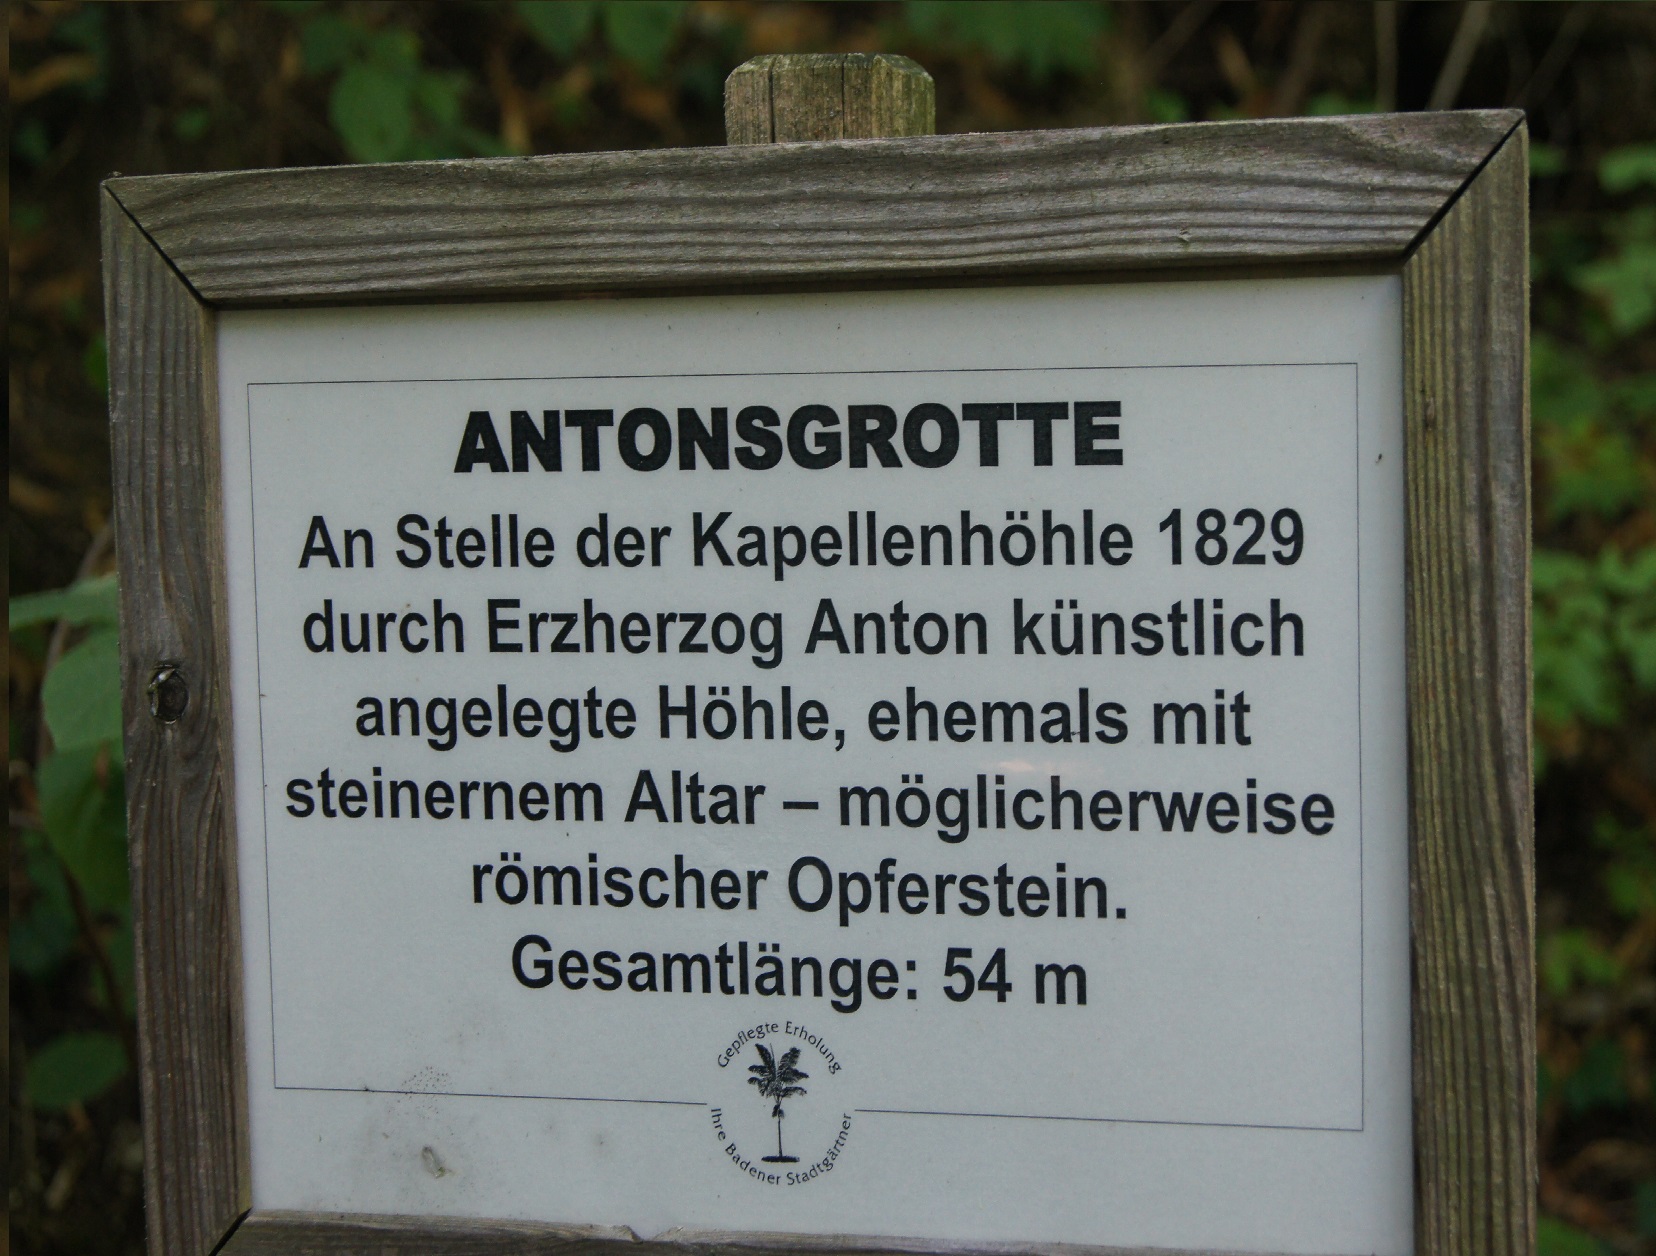 ANTONSGROTTE
An Stelle der Kapellenhöhle 1829
durch Erzherzog Anton künstlich
angelegte Höhle, ehemals mit
steinernem Altar – möglicherweise
römischer Opferstein.
Gesamtlänge: 54 m
Gepflegte Erholung
Ihre Badener Stadtgärtner